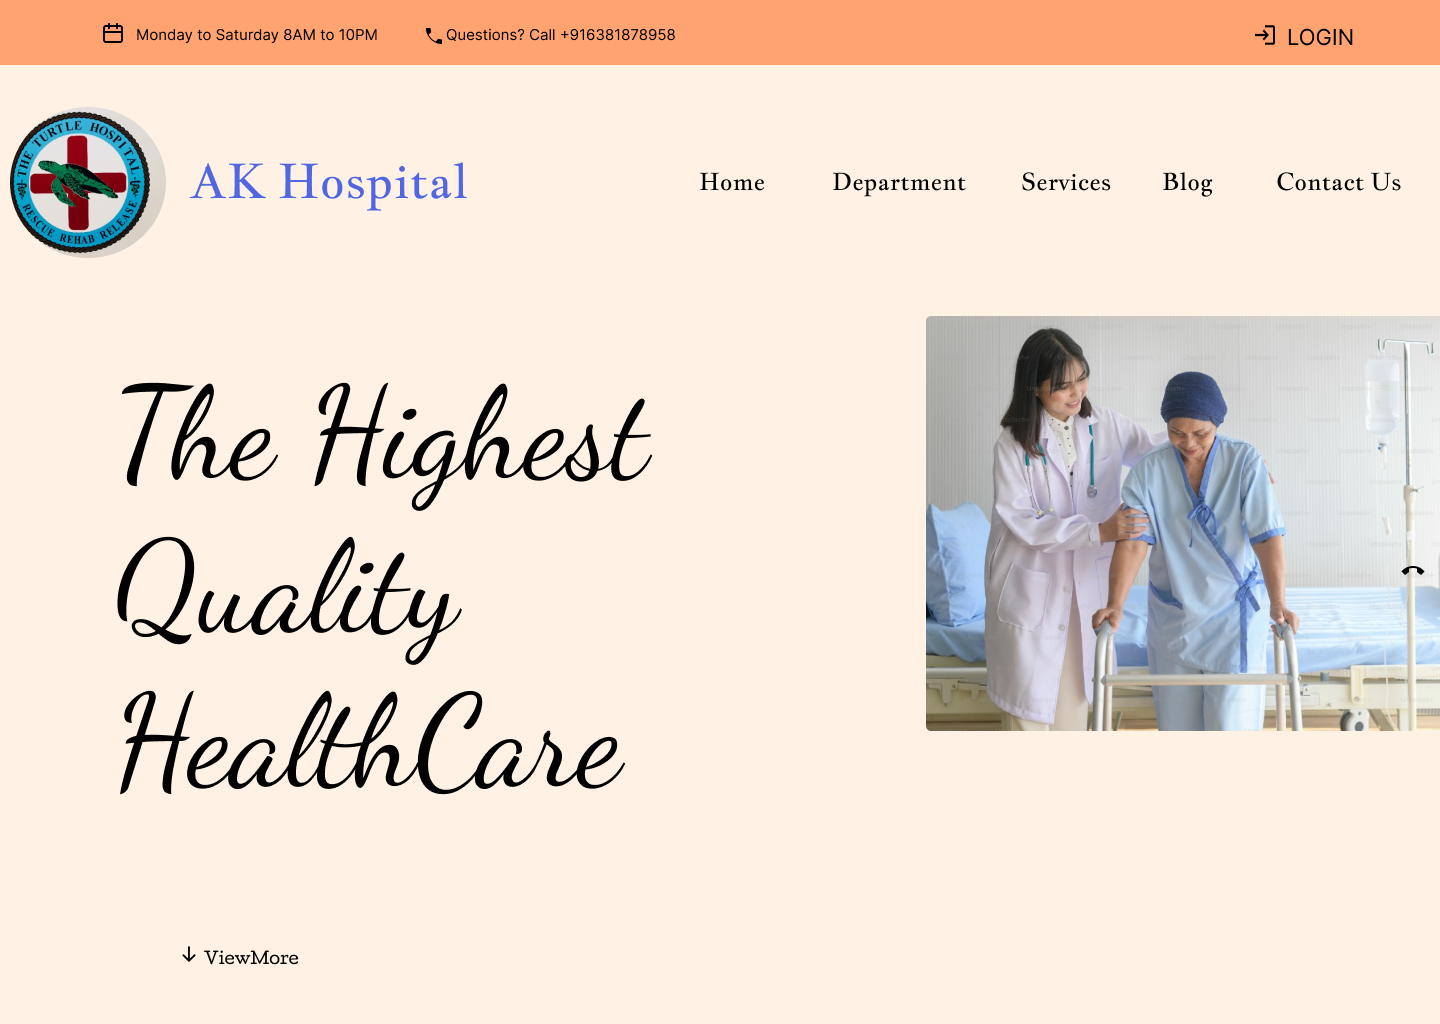 Monday to Saturday 8AM to 10PM
Questions? Call +916381878958
LOGIN
THE TURTLE HOSPITAL
RESCUE REHAB RELEASE
AK Hospital
Home
Department
Services
Blog
Contact Us
The Highest
Quality
HealthCare
ViewMore